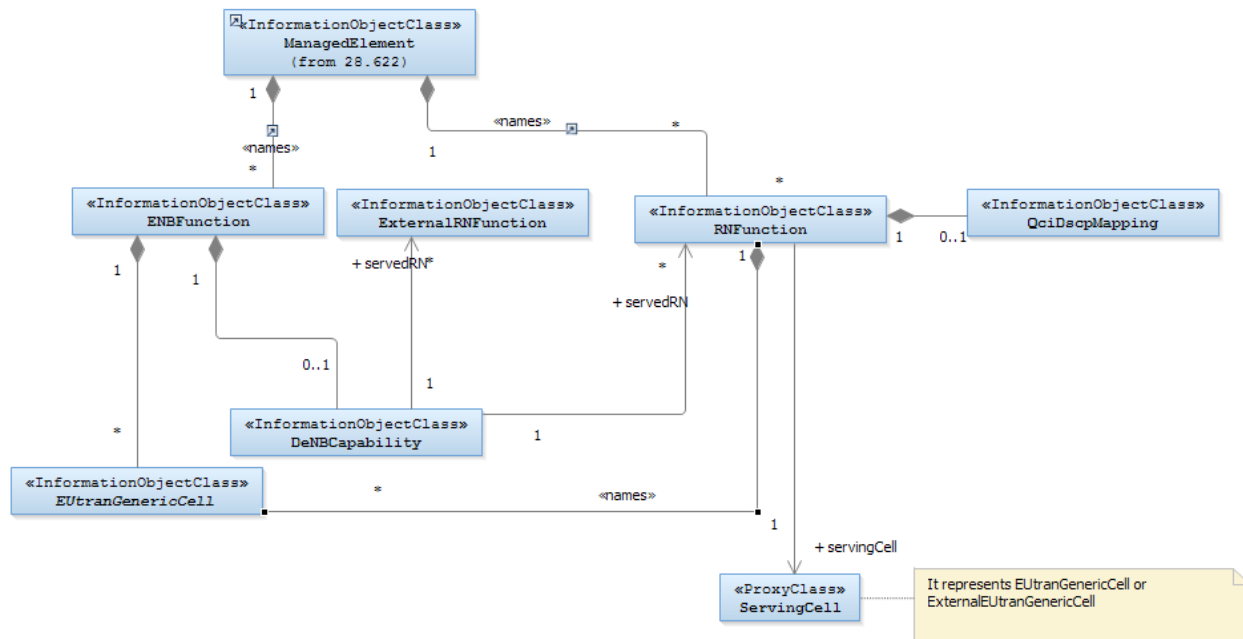 «InformationObjectClass»
ManagedElement
(from 28.622)
1
«names»
*
1
«names»
*
*
«InformationObjectClass»
ENBFunction
«InformationObjectClass»
ExternalRNFunction
«InformationObjectClass»
RNFunction
«InformationObjectClass»
QciDscpMapping
1
0..1
1
1
+ servedRN
*
1
*
+ servedRN
0..1
1
1
*
«InformationObjectClass»
DeNBCapability
«InformationObjectClass»
EUtranGenericCell
*
«names»
1
+ servingCell
«ProxyClass»
ServingCell
It represents EUtranGenericCell or
ExternalEUtranGenericCell